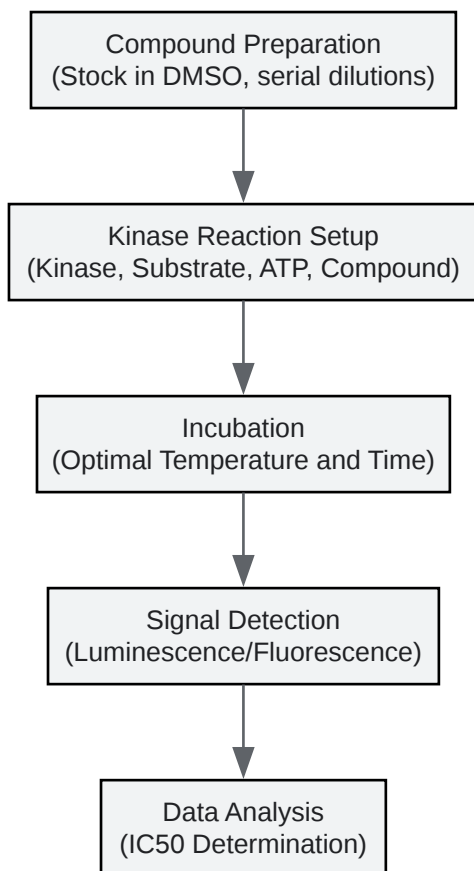 Compound Preparation
(Stock in DMSO, serial dilutions)
Kinase Reaction Setup
(Kinase, Substrate, ATP, Compound)
Incubation
(Optimal Temperature and Time)
Signal Detection
(Luminescence/Fluorescence)
Data Analysis
(IC50 Determination)